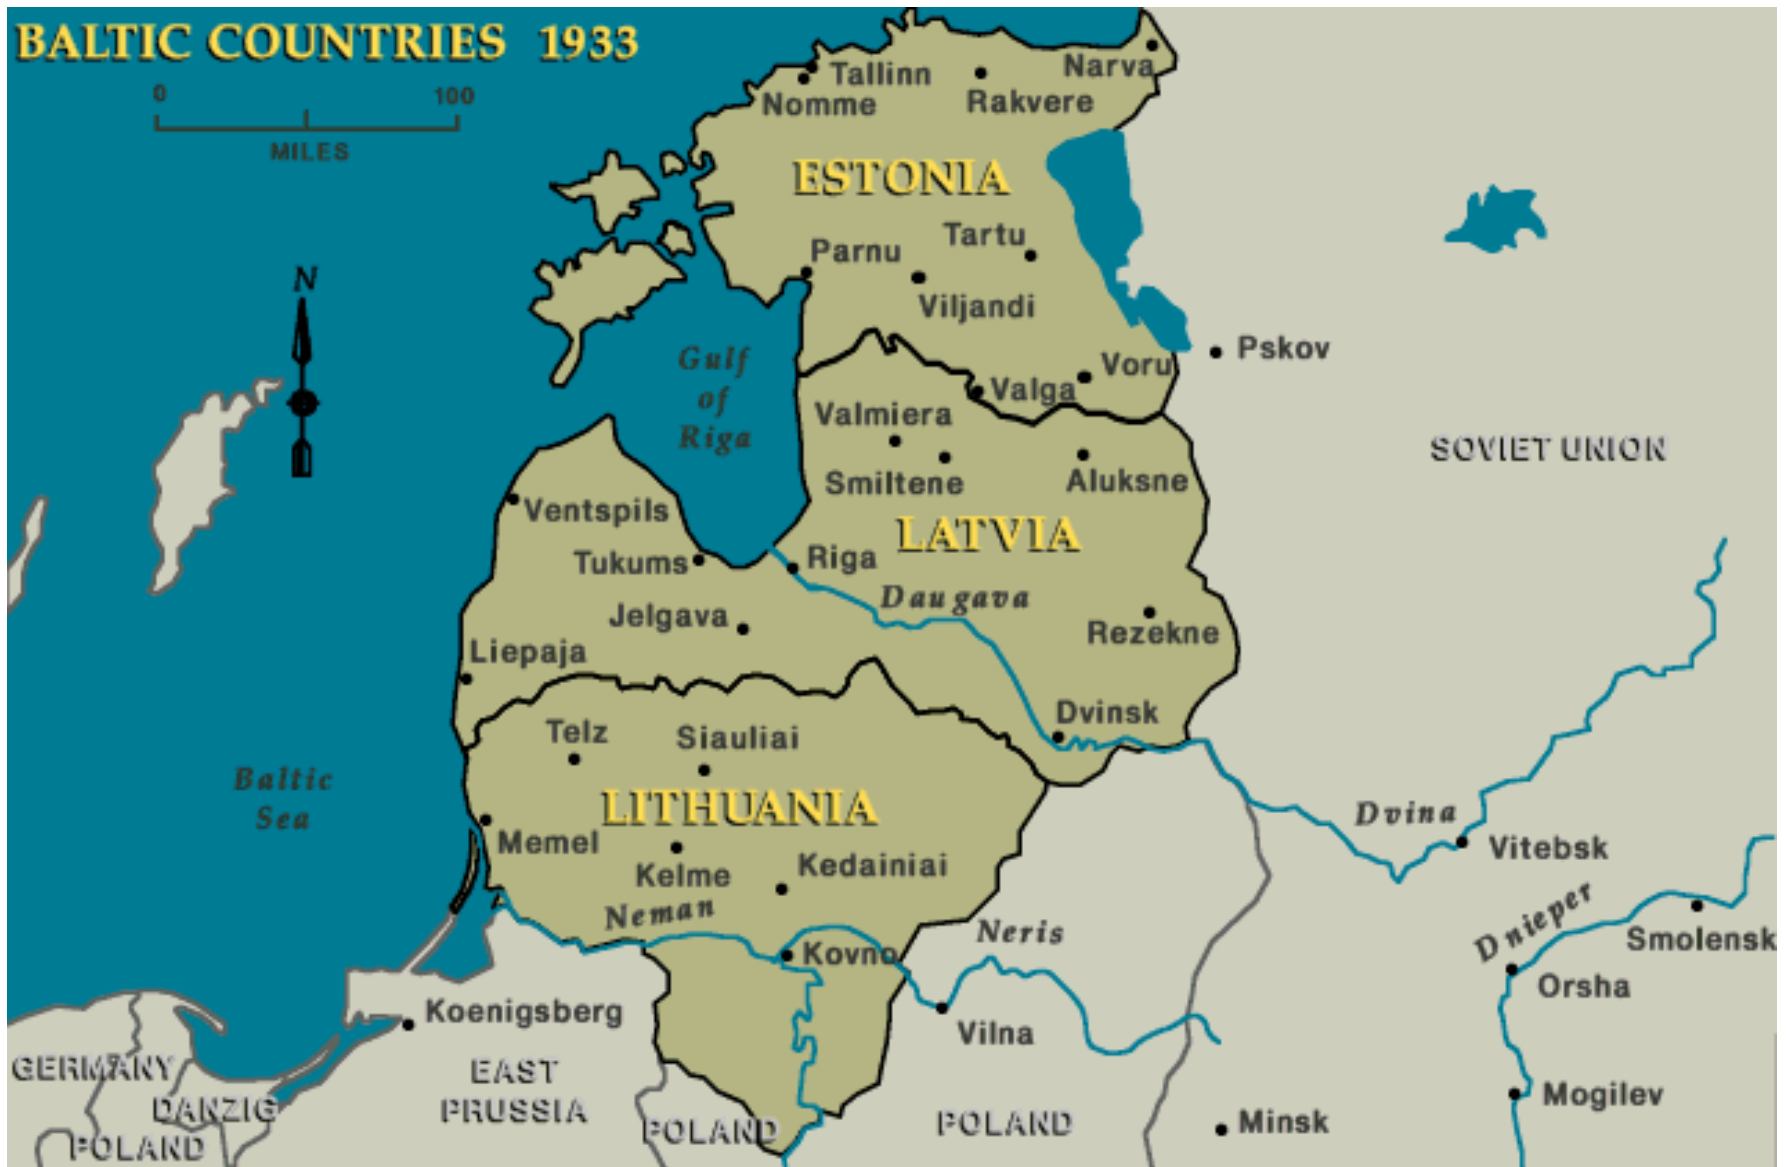 BALTIC COUNTRIES 1933
0 100
MILES
N
Tallinn
Nomme
Rakvere
Narva
ESTONIA
Parnu
Tartu
Viljandi
Voru
Valga
Pskov
Gulf
of
Riga
SOVIET UNION
Valmiera
Smiltene
Aluksne
LATVIA
Ventspils
Tukums
Riga
Daugava
Jelgava
Rezekne
Liepaja
Dvinsk
Telz
Siauliai
LITHUANIA
Baltic
Sea
Memel
Kelme
Kedainiai
Neman
Kovno
Neris
Vilna
Dvina
Vitebsk
Dnieper
Smolensk
Orsha
Mogilev
Minsk
Koenigsberg
GERMANY
DANZIG
POLAND
EAST
PRUSSIA
POLAND
POLAND